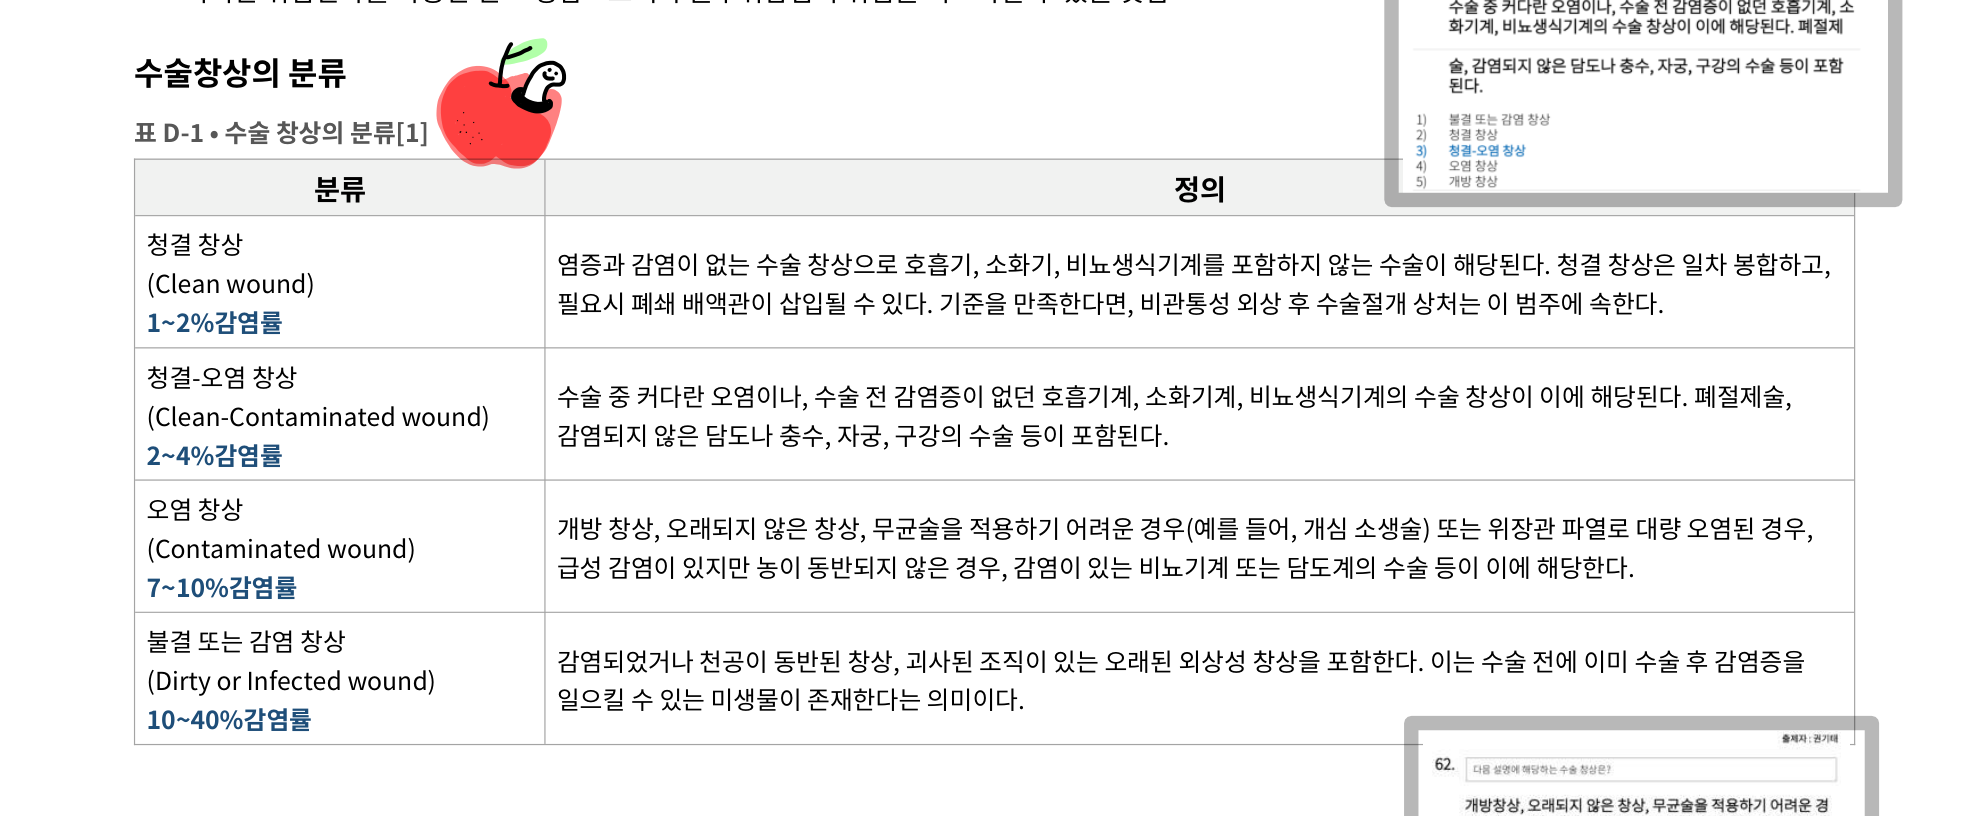 수술창상의 분류
표 D-1 • 수술 창상의 분류[1]
수술 중 커다란 오염이나, 수술 전 감염증이 없던 호흡기계, 소
화기계, 비뇨생식기계의 수술 창상이 이에 해당된다. 폐절제
술, 감염되지 않은 담도나 충수, 자궁, 구강의 수술 등이 포함
된다.
1) 불결 또는 감염 창상
2) 청결 창상
3) 청결-오염 창상
4) 오염 창상
5) 개방 창상
분류
정의
청결 창상
(Clean wound)
1~2%감염률
염증과 감염이 없는 수술 창상으로 호흡기, 소화기, 비뇨생식기계를 포함하지 않는 수술이 해당된다. 청결 창상은 일차 봉합하고,
필요시 폐쇄 배액관이 삽입될 수 있다. 기준을 만족한다면, 비관통성 외상 후 수술절개 상처는 이 범주에 속한다.
청결-오염 창상
(Clean-Contaminated wound)
2~4%감염률
수술 중 커다란 오염이나, 수술 전 감염증이 없던 호흡기계, 소화기계, 비뇨생식기계의 수술 창상이 이에 해당된다. 폐절제술,
감염되지 않은 담도나 충수, 자궁, 구강의 수술 등이 포함된다.
오염 창상
(Contaminated wound)
7~10%감염률
개방 창상, 오래되지 않은 창상, 무균술을 적용하기 어려운 경우(예를 들어, 개심 소생술) 또는 위장관 파열로 대량 오염된 경우,
급성 감염이 있지만 농이 동반되지 않은 경우, 감염이 있는 비뇨기계 또는 담도계의 수술 등이 이에 해당한다.
불결 또는 감염 창상
(Dirty or Infected wound)
10~40%감염률
감염되었거나 천공이 동반된 창상, 괴사된 조직이 있는 오래된 외상성 창상을 포함한다. 이는 수술 전에 이미 수술 후 감염증을
일으킬 수 있는 미생물이 존재한다는 의미이다.
출제자 : 권기태
62. 다음 설명에 해당하는 수술 창상은?
개방창상, 오래되지 않은 창상, 무균술을 적용하기 어려운 경